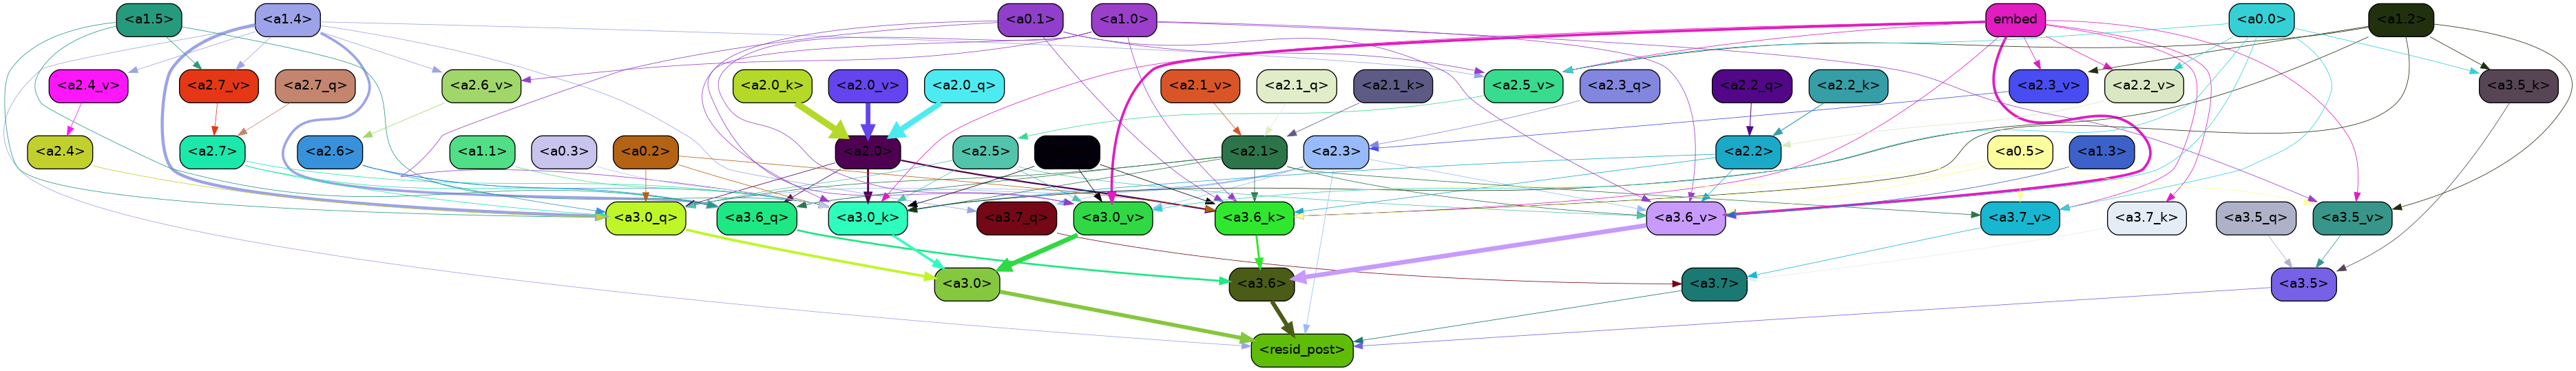 <a1.5> <a1.4> <a0.1> <a1.0> embed <a0.0> <a1.2>
<a2.4_v> <a2.7_v> <a2.7_q> <a2.6_v> <a2.0_k> <a2.0_v> <a2.0_q> <a2.1_v> <a2.1_q> <a2.1_k> <a2.5_v> <a2.3_q> <a2.2_q> <a2.2_k> <a2.3_v> <a2.2_v> <a3.5_k>
<a2.4> <a2.7> <a2.6> <a1.1> <a0.3> <a0.2> <a2.0> <a2.5> <a2.1> <a2.3> <a2.2> <a0.5> <a1.3>
<a3.0_q> <a3.6_q> <a3.0_k> <a3.7_q> <a3.0_v> <a3.6_k> <a3.6_v> <a3.7_v> <a3.7_k> <a3.5_q> <a3.5_v>
<a3.0> <a3.6> <a3.7> <a3.5>
<resid_post>